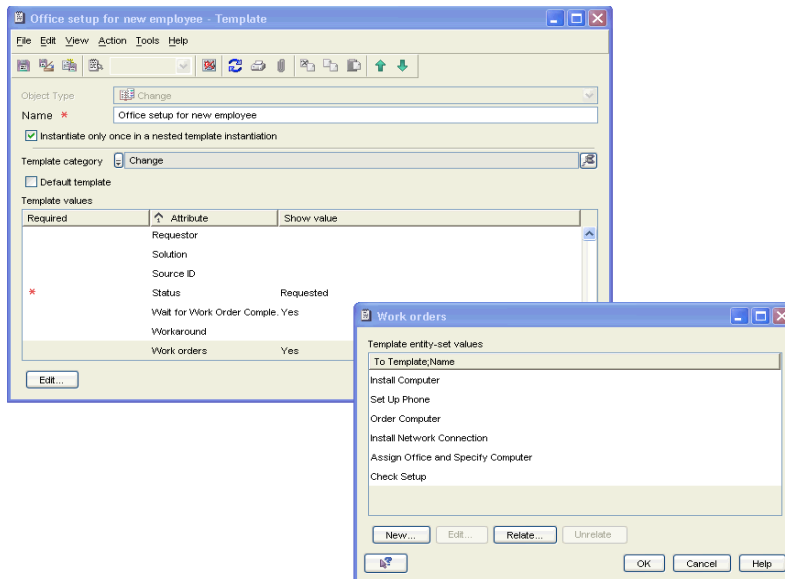 Office setup for new employee - Template
File Edit View Action Tools Help
Object Type Change
Name * Office setup for new employee
Instantiate only once in a nested template instantiation
Template category Change
Default template
Template values
Required Attribute Show value
Requestor
Solution
Source ID
* Status Requested
Wait for Work Order Comple. Yes
Workaround
Work orders Yes
Edit...
Work orders
Template entity-set values
To Template;Name
Install Computer
Set Up Phone
Order Computer
Install Network Connection
Assign Office and Specify Computer
Check Setup
New... Edit... Relate... Unrelate
OK Cancel Help